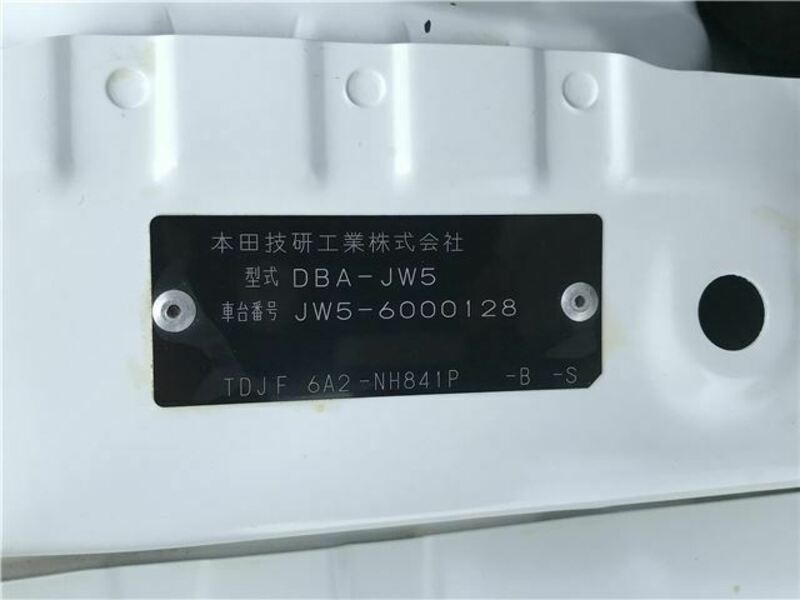 本田技研工業株式会社
型式 DBA-JW5
車台番号 JW5-6000128
TDJF 6A2-NH841P -B -S